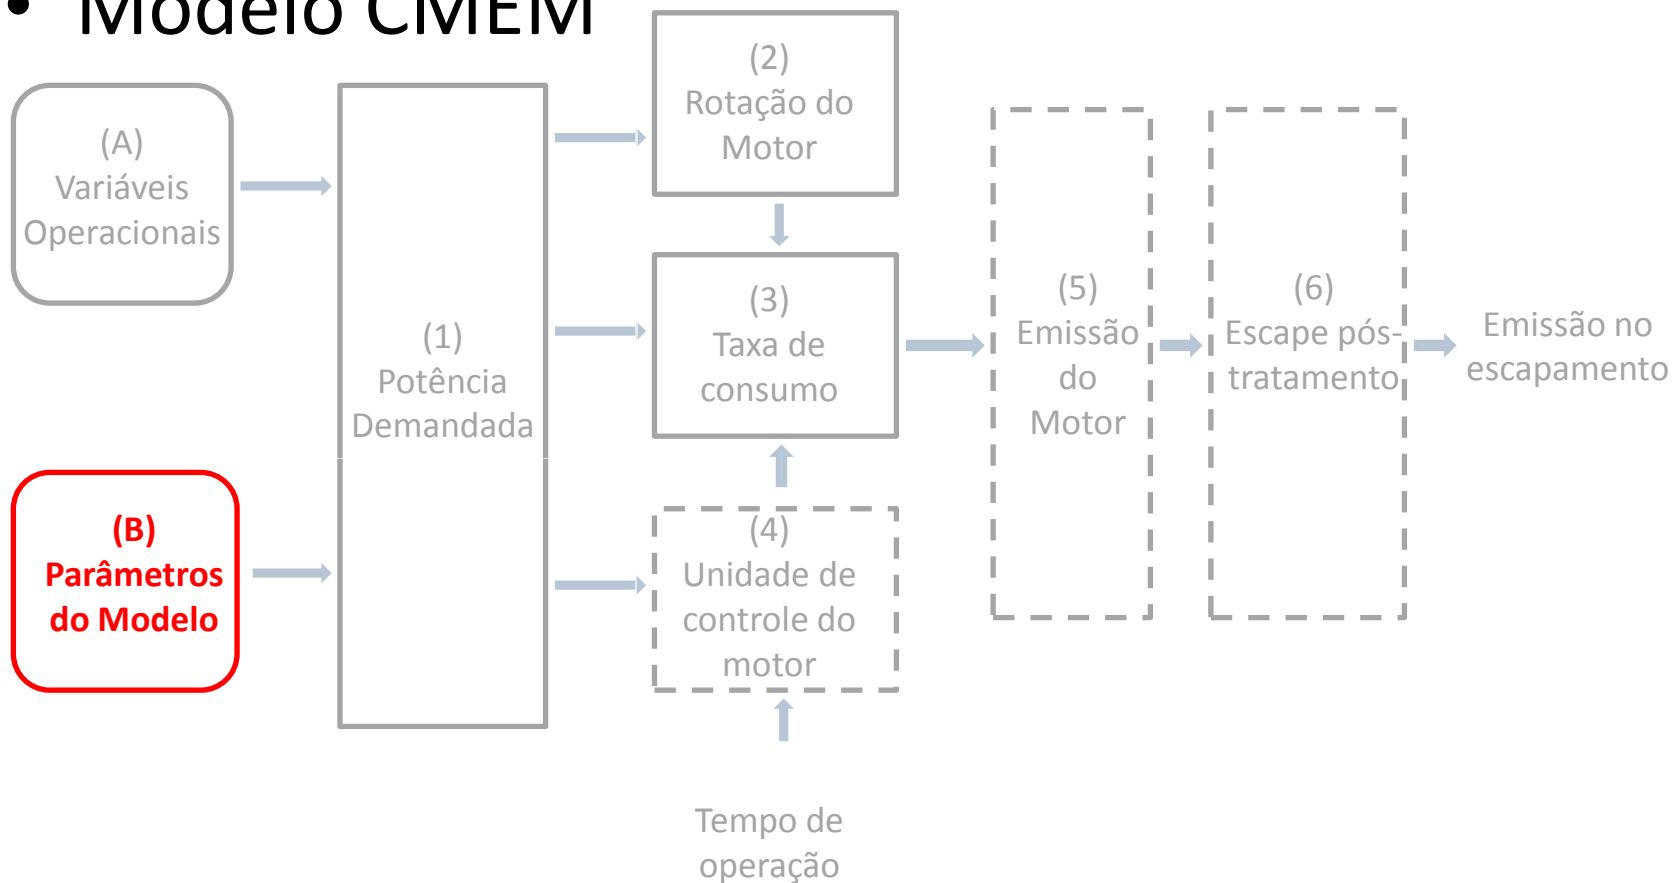 • Modelo CMEM
(A)
Variáveis
Operacionais
(B)
Parâmetros
do Modelo
(1)
Potência
Demandada
(2)
Rotação do
Motor
(3)
Taxa de
consumo
(4)
Unidade de
controle do
motor
Tempo de
operação
(5)
Emissão
do
Motor
(6)
Escape pós-
tratamento
Emissão no
escapamento